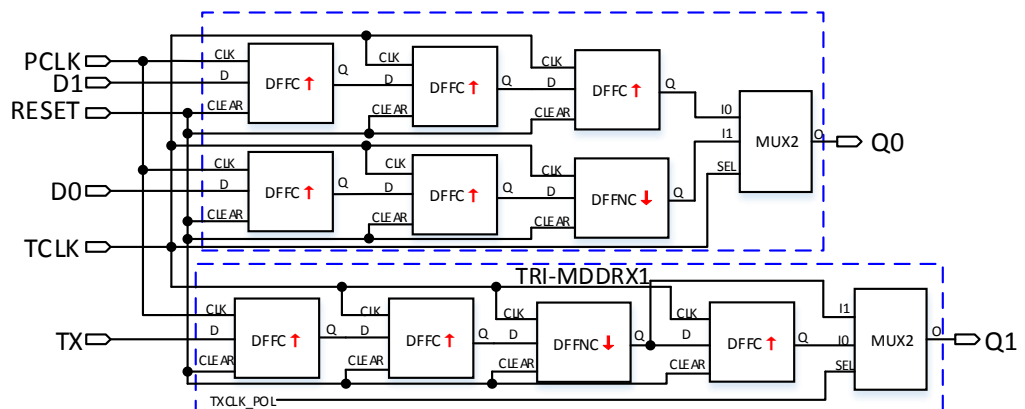 PCLK
D1
RESET
D0
TCLK
TX
CLK
D
CLEAR
DFFC
Q
CLK
D
CLEAR
DFFC
Q
CLK
D
CLEAR
DFFC
Q
I0
I1
SEL
MUX2
O
Q0
CLK
D
CLEAR
DFFC
Q
CLK
D
CLEAR
DFFC
Q
CLK
D
CLEAR
DFFNC
Q
TRI-MDDRX1
CLK
D
CLEAR
DFFC
Q
CLK
D
CLEAR
DFFC
Q
CLK
D
CLEAR
DFFNC
Q
CLK
D
CLEAR
DFFC
Q
I1
I0
SEL
MUX2
O
Q1
TXCLK_POL